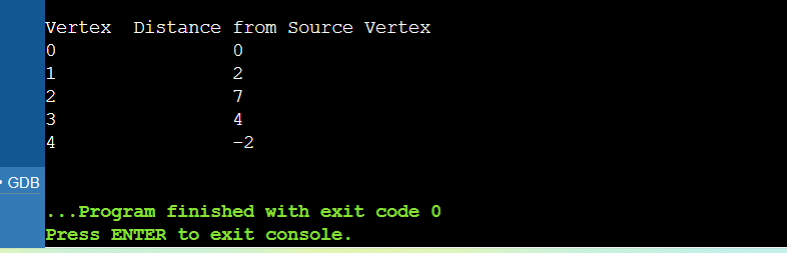 Vertex  Distance from Source Vertex
0                0
1                2
2                7
3                4
4                -2
• GDB
...Program finished with exit code 0
Press ENTER to exit console.